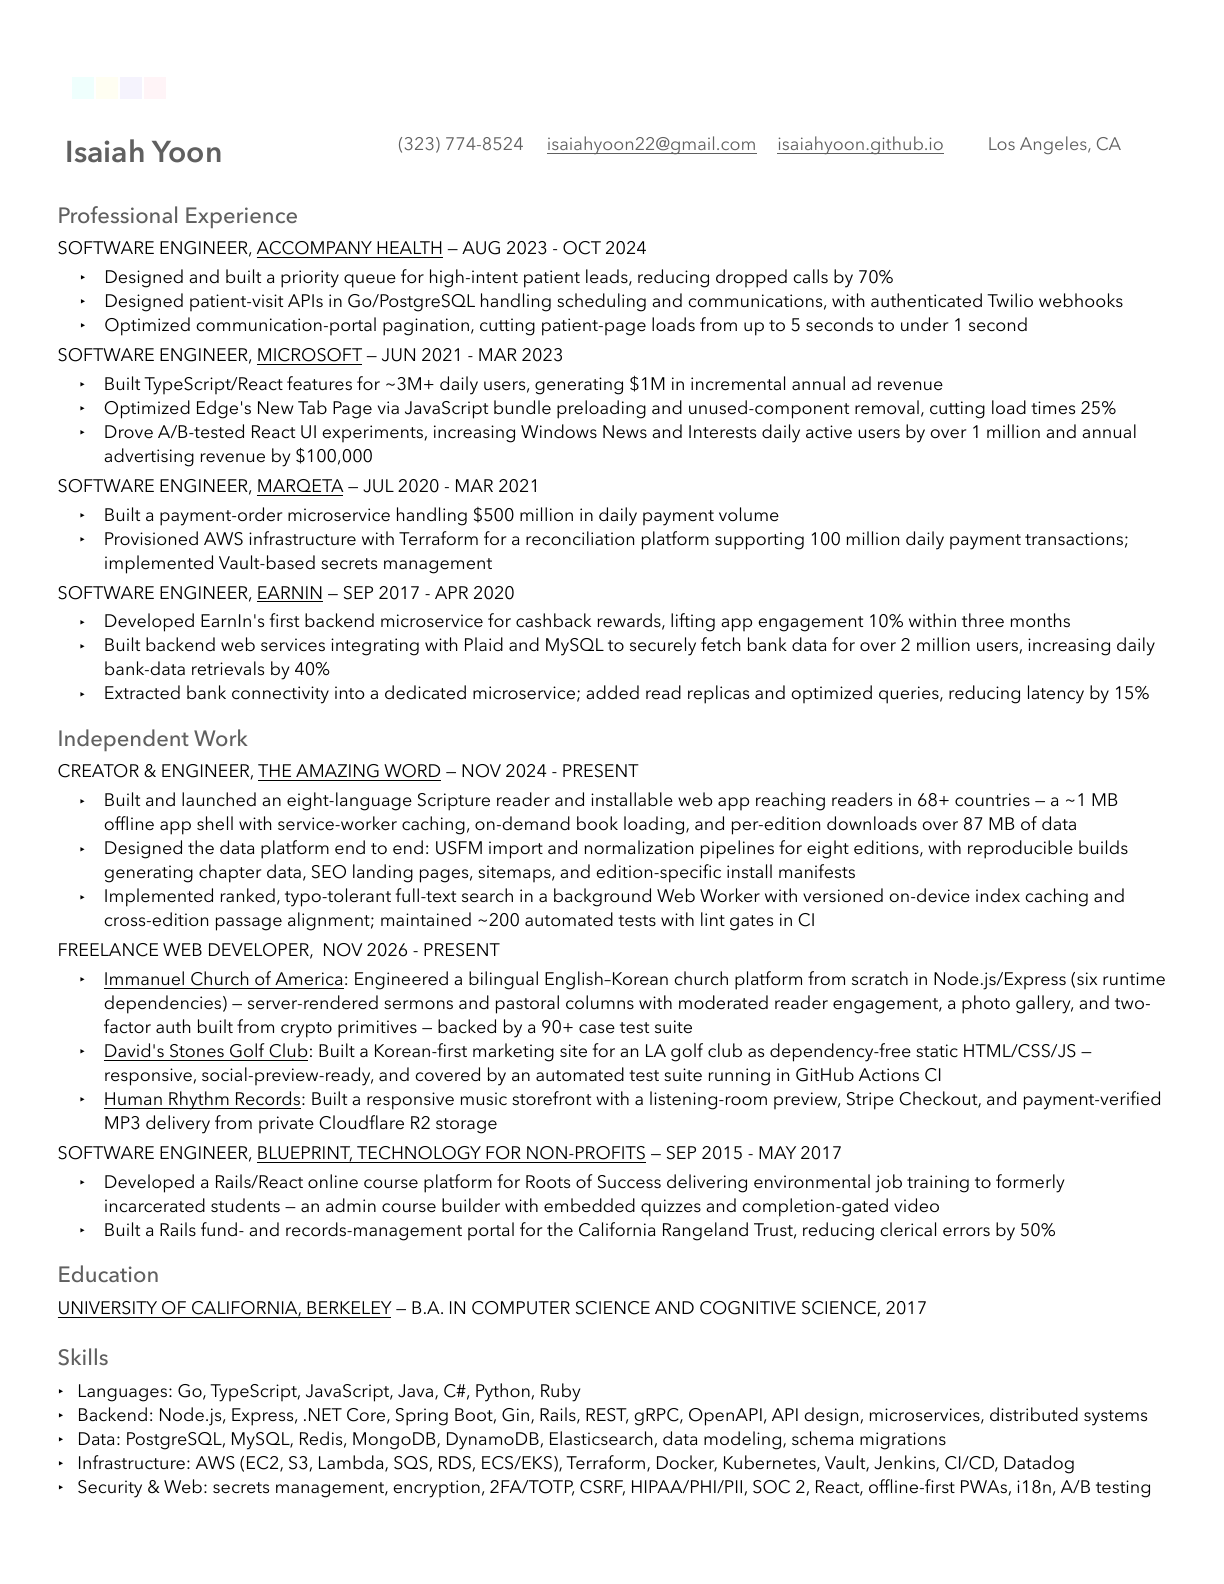 Isaiah Yoon
(323) 774-8524 isaiahyoon22@gmail.com isaiahyoon.github.io Los Angeles, CA
Professional Experience
SOFTWARE ENGINEER, ACCOMPANY HEALTH — AUG 2023 - OCT 2024
‣ Designed and built a priority queue for high-intent patient leads, reducing dropped calls by 70%
‣ Designed patient-visit APIs in Go/PostgreSQL handling scheduling and communications, with authenticated Twilio webhooks
‣ Optimized communication-portal pagination, cutting patient-page loads from up to 5 seconds to under 1 second
SOFTWARE ENGINEER, MICROSOFT — JUN 2021 - MAR 2023
‣ Built TypeScript/React features for ~3M+ daily users, generating $1M in incremental annual ad revenue
‣ Optimized Edge's New Tab Page via JavaScript bundle preloading and unused-component removal, cutting load times 25%
‣ Drove A/B-tested React UI experiments, increasing Windows News and Interests daily active users by over 1 million and annual
advertising revenue by $100,000
SOFTWARE ENGINEER, MARQETA — JUL 2020 - MAR 2021
‣ Built a payment-order microservice handling $500 million in daily payment volume
‣ Provisioned AWS infrastructure with Terraform for a reconciliation platform supporting 100 million daily payment transactions;
implemented Vault-based secrets management
SOFTWARE ENGINEER, EARNIN — SEP 2017 - APR 2020
‣ Developed EarnIn's first backend microservice for cashback rewards, lifting app engagement 10% within three months
‣ Built backend web services integrating with Plaid and MySQL to securely fetch bank data for over 2 million users, increasing daily
bank-data retrievals by 40%
‣ Extracted bank connectivity into a dedicated microservice; added read replicas and optimized queries, reducing latency by 15%
Independent Work
CREATOR & ENGINEER, THE AMAZING WORD — NOV 2024 - PRESENT
‣ Built and launched an eight-language Scripture reader and installable web app reaching readers in 68+ countries — a ~1 MB
offline app shell with service-worker caching, on-demand book loading, and per-edition downloads over 87 MB of data
‣ Designed the data platform end to end: USFM import and normalization pipelines for eight editions, with reproducible builds
generating chapter data, SEO landing pages, sitemaps, and edition-specific install manifests
‣ Implemented ranked, typo-tolerant full-text search in a background Web Worker with versioned on-device index caching and
cross-edition passage alignment; maintained ~200 automated tests with lint gates in CI
FREELANCE WEB DEVELOPER, NOV 2026 - PRESENT
‣ Immanuel Church of America: Engineered a bilingual English–Korean church platform from scratch in Node.js/Express (six runtime
dependencies) — server-rendered sermons and pastoral columns with moderated reader engagement, a photo gallery, and two-
factor auth built from crypto primitives — backed by a 90+ case test suite
‣ David's Stones Golf Club: Built a Korean-first marketing site for an LA golf club as dependency-free static HTML/CSS/JS —
responsive, social-preview-ready, and covered by an automated test suite running in GitHub Actions CI
‣ Human Rhythm Records: Built a responsive music storefront with a listening-room preview, Stripe Checkout, and payment-verified
MP3 delivery from private Cloudflare R2 storage
SOFTWARE ENGINEER, BLUEPRINT, TECHNOLOGY FOR NON-PROFITS — SEP 2015 - MAY 2017
‣ Developed a Rails/React online course platform for Roots of Success delivering environmental job training to formerly
incarcerated students — an admin course builder with embedded quizzes and completion-gated video
‣ Built a Rails fund- and records-management portal for the California Rangeland Trust, reducing clerical errors by 50%
Education
UNIVERSITY OF CALIFORNIA, BERKELEY — B.A. IN COMPUTER SCIENCE AND COGNITIVE SCIENCE, 2017
Skills
‣ Languages: Go, TypeScript, JavaScript, Java, C#, Python, Ruby
‣ Backend: Node.js, Express, .NET Core, Spring Boot, Gin, Rails, REST, gRPC, OpenAPI, API design, microservices, distributed systems
‣ Data: PostgreSQL, MySQL, Redis, MongoDB, DynamoDB, Elasticsearch, data modeling, schema migrations
‣ Infrastructure: AWS (EC2, S3, Lambda, SQS, RDS, ECS/EKS), Terraform, Docker, Kubernetes, Vault, Jenkins, CI/CD, Datadog
‣ Security & Web: secrets management, encryption, 2FA/TOTP, CSRF, HIPAA/PHI/PII, SOC 2, React, offline-first PWAs, i18n, A/B testing